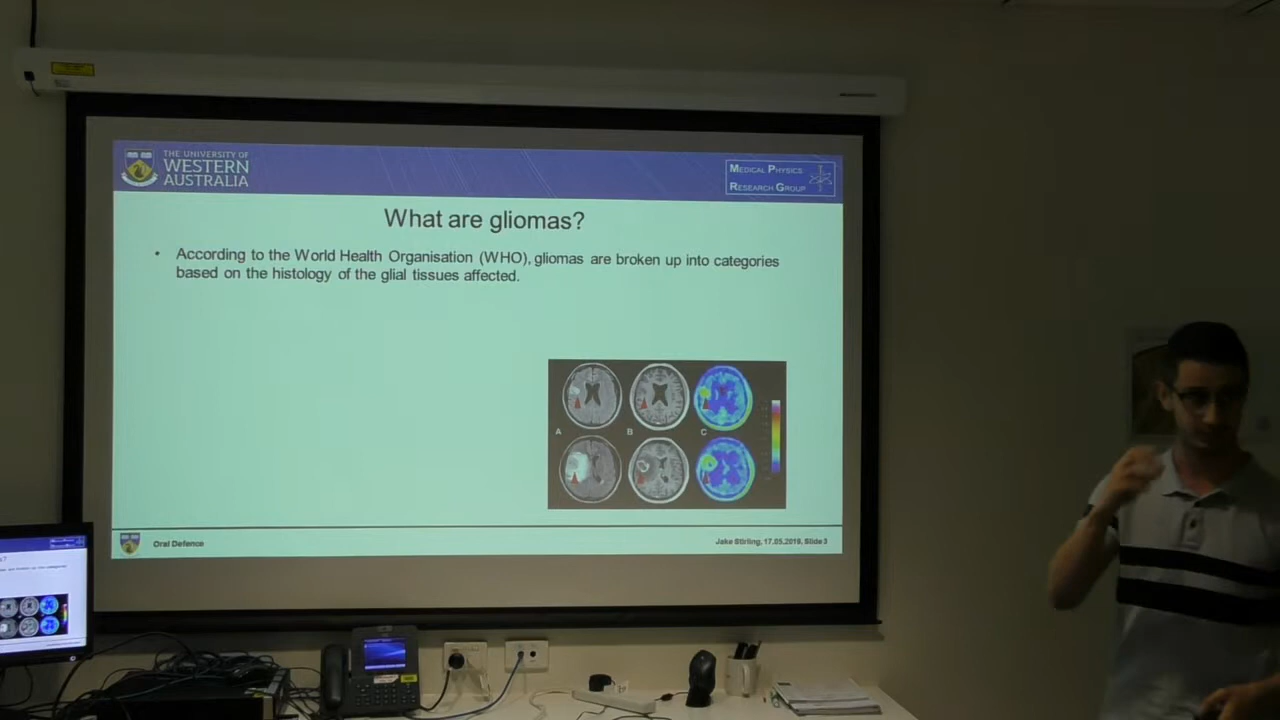 THE UNIVERSITY OF
WESTERN
AUSTRALIA
MEDICAL PHYSICS
RESEARCH GROUP
What are gliomas?
• According to the World Health Organisation (WHO), gliomas are broken up into categories
based on the histology of the glial tissues affected.
A B C
Oral Defence
Jake Stirling, 17.05.2019, Slide 3